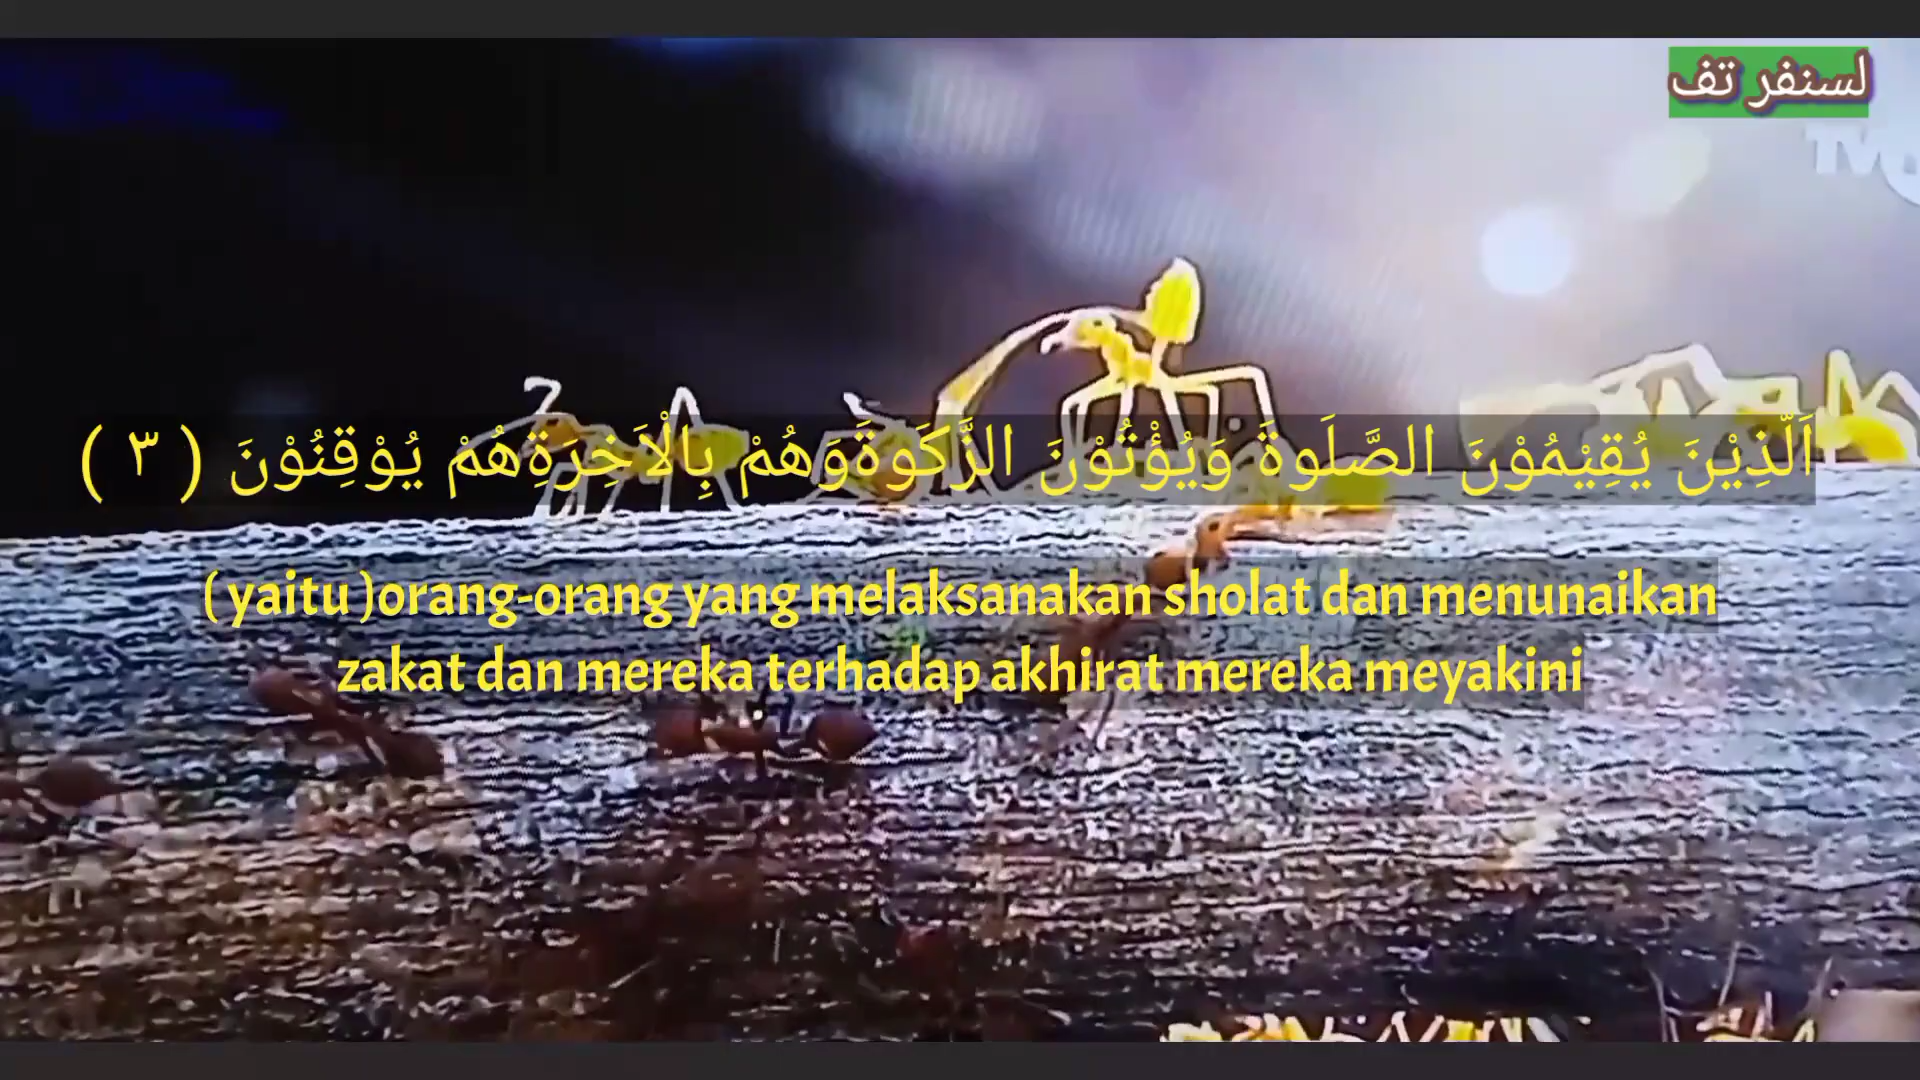 لسنفر تف
TV
اَلَّذِيْنَ يُقِيْمُوْنَ الصَّلَوةَ وَيُؤْتُوْنَ الزَّكَوةَوَهُمْ بِالْاَخِرَةِهُمْ يُوْقِنُوْنَ ( ٣ )
( yaitu )orang-orang yang melaksanakan sholat dan menunaikan
zakat dan mereka terhadap akhirat mereka meyakini